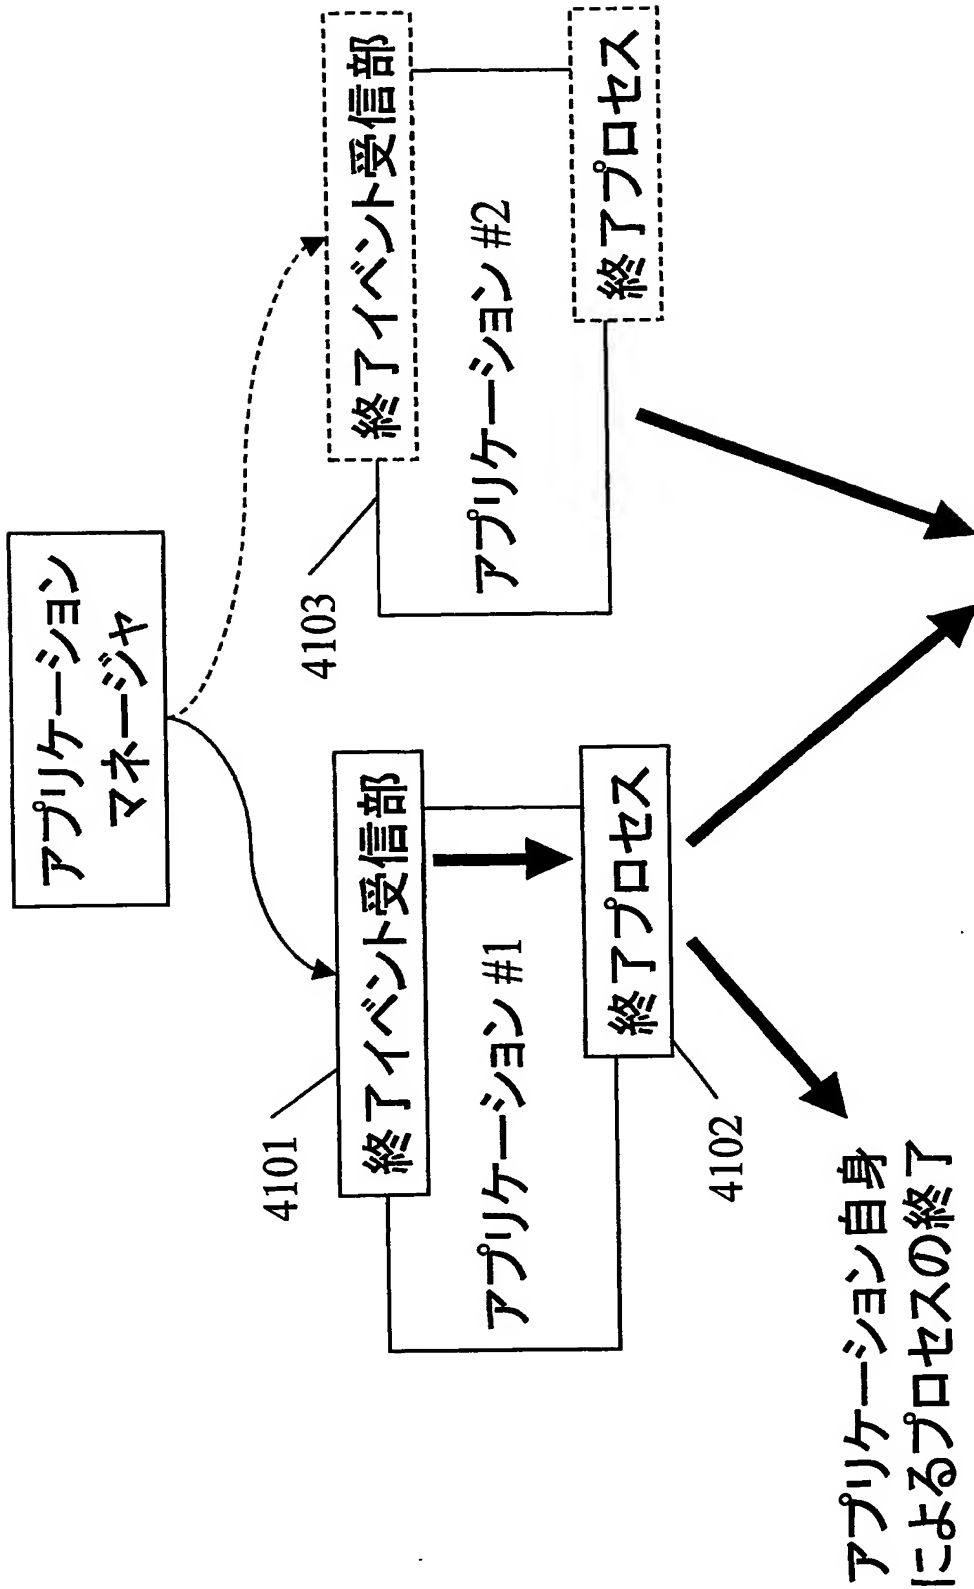 アプリケーション
マネージャ
4101
終了イベント受信部
アプリケーション #1
終了プロセス
4102
4103
終了イベント受信部
アプリケーション #2
終了プロセス
アプリケーション自身
によるプロセスの終了